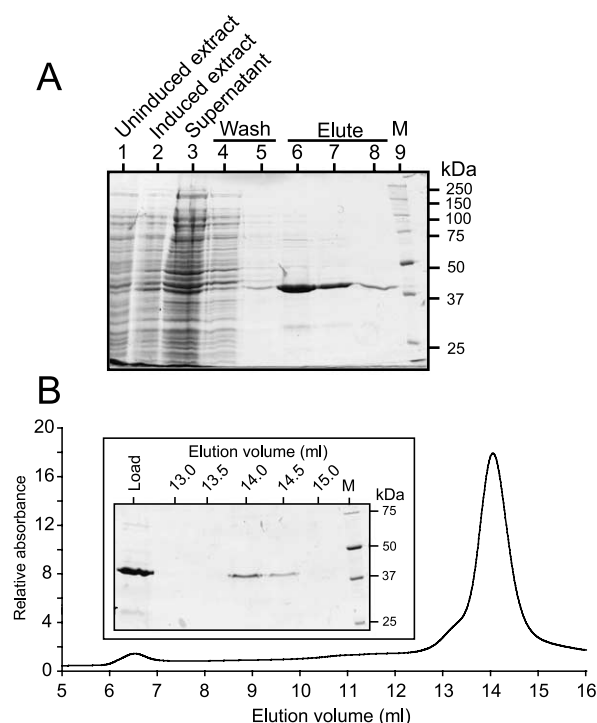 A
Uninduced extract
Induced extract
Supernatant
Wash
Elute
M
1 2 3 4 5 6 7 8 9
kDa
250
150
100
75
50
37
25
B
20
16
12
8
4
0
Relative absorbance
Elution volume (ml)
Load
13.0
13.5
14.0
14.5
15.0
M
kDa
75
50
37
25
5 6 7 8 9 10 11 12 13 14 15 16
Elution volume (ml)